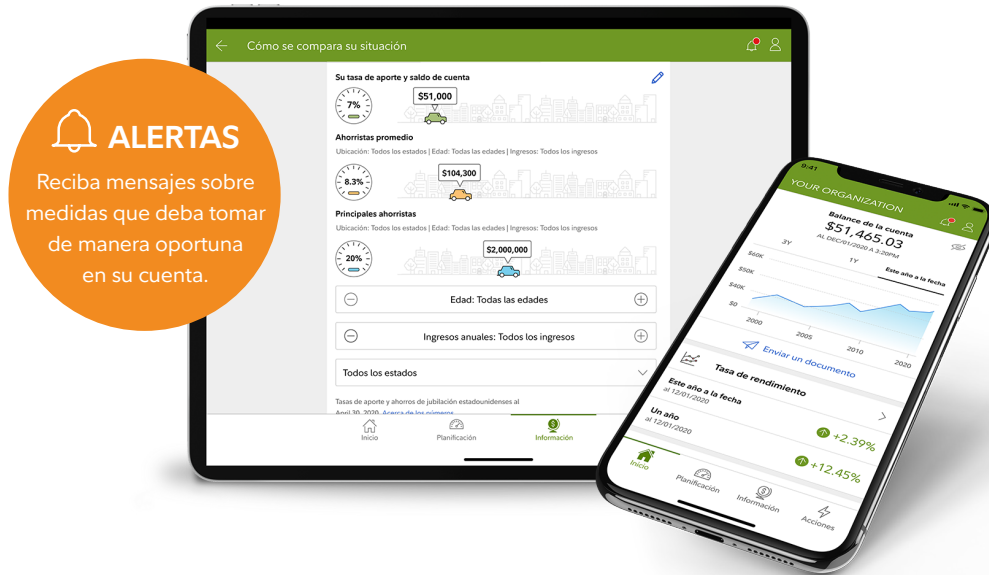 ALERTAS
Reciba mensajes sobre
medidas que deba tomar
de manera oportuna
en su cuenta.
Cómo se compara su situación
Su tasa de aporte y saldo de cuenta
7%
$51,000
Ahorristas promedio
Ubicación: Todos los estados | Edad: Todas las edades | Ingresos: Todos los ingresos
8.3%
$104,300
Principales ahorristas
Ubicación: Todos los estados | Edad: Todas las edades | Ingresos: Todos los ingresos
20%
$2,000,000
Edad: Todas las edades
Ingresos anuales: Todos los ingresos
Todos los estados
Tasas de aporte y ahorros de jubilación estadounidenses al
April 30, 2020. Acerca de los números
Inicio
Planificación
Información
9:41
YOUR ORGANIZATION
Balance de la cuenta
$51,465.03
AL DEC/01/2020 A 3:20PM
3Y
1Y
Este año a la fecha
$60K
$50K
$40K
$0
2000
2005
2010
2020
Enviar un documento
Tasa de rendimiento
Este año a la fecha
al 12/01/2020
+2.39%
Un año
al 12/01/2020
+12.45%
Inicio
Planificación
Información
Acciones